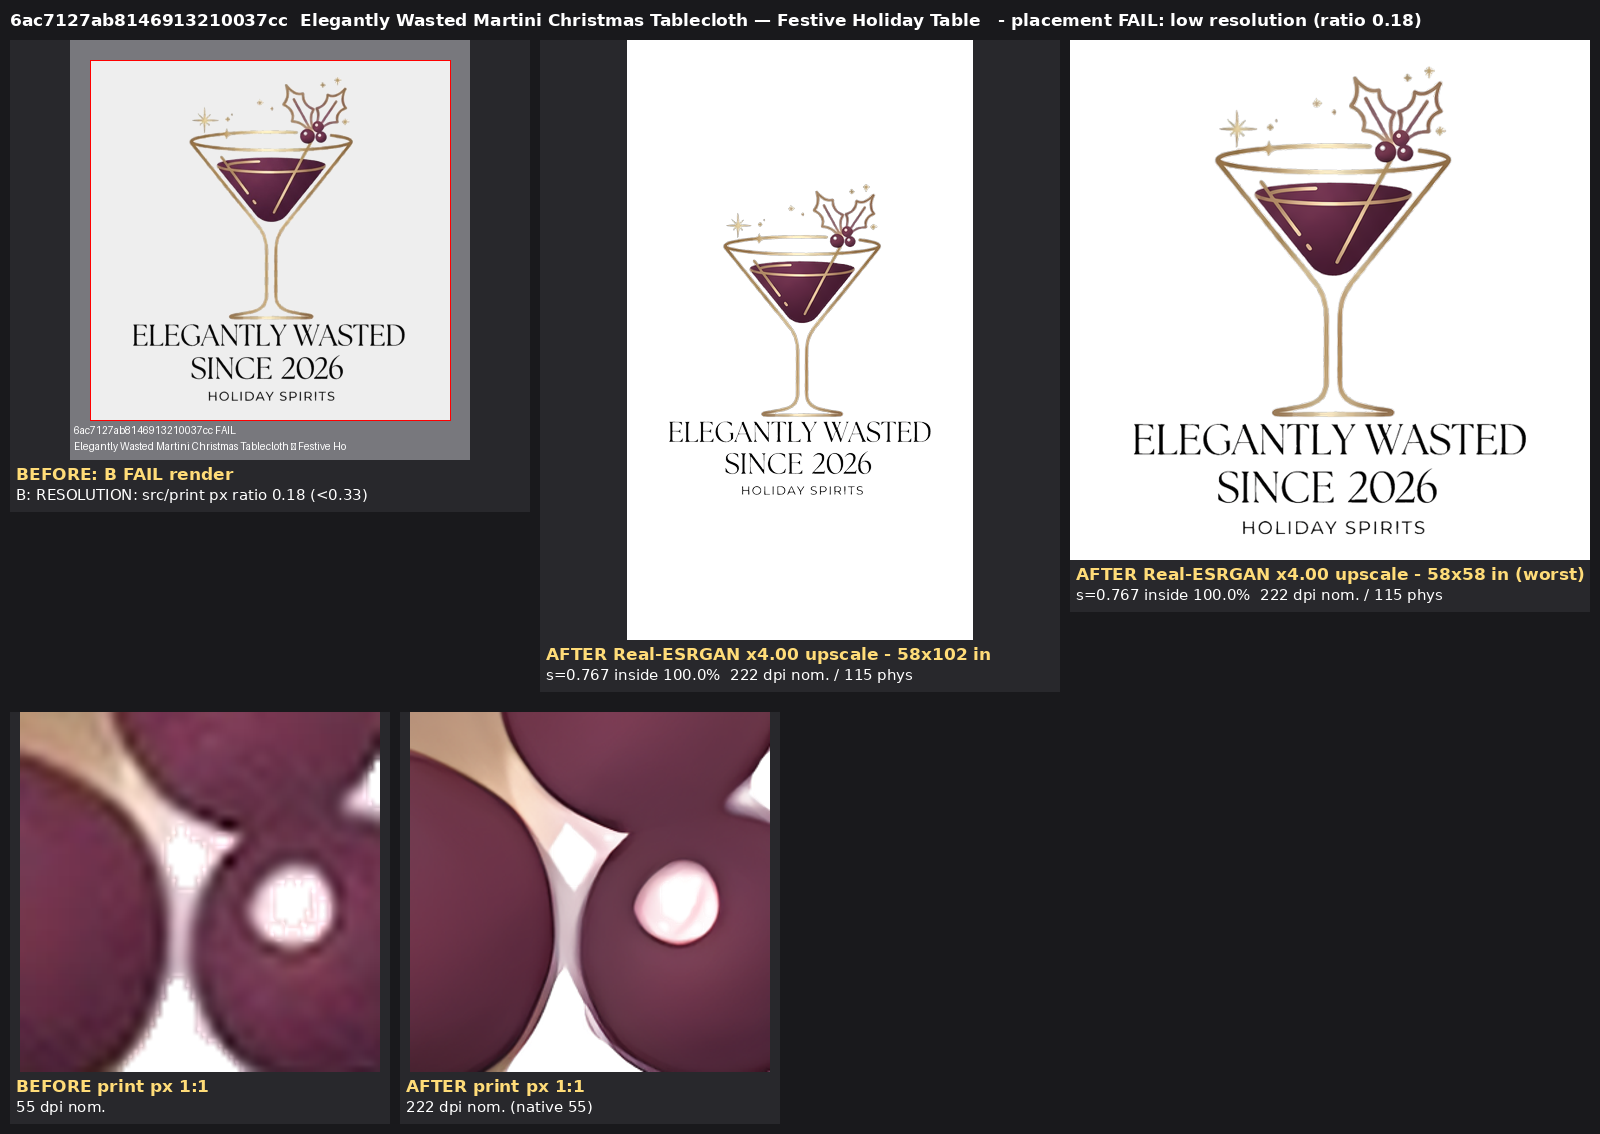 6ac7127ab8146913210037cc Elegantly Wasted Martini Christmas Tablecloth — Festive Holiday Table - placement FAIL: low resolution (ratio 0.18)
ELEGANTLY WASTED
SINCE 2026
HOLIDAY SPIRITS
6ac7127ab8146913210037cc FAIL
Elegantly Wasted Martini Christmas Tablecloth Festive Ho
BEFORE: B FAIL render
B: RESOLUTION: src/print px ratio 0.18 (<0.33)
ELEGANTLY WASTED
SINCE 2026
HOLIDAY SPIRITS
AFTER Real-ESRGAN x4.00 upscale - 58x102 in
s=0.767 inside 100.0% 222 dpi nom. / 115 phys
ELEGANTLY WASTED
SINCE 2026
HOLIDAY SPIRITS
AFTER Real-ESRGAN x4.00 upscale - 58x58 in (worst)
s=0.767 inside 100.0% 222 dpi nom. / 115 phys
BEFORE print px 1:1
55 dpi nom.
AFTER print px 1:1
222 dpi nom. (native 55)